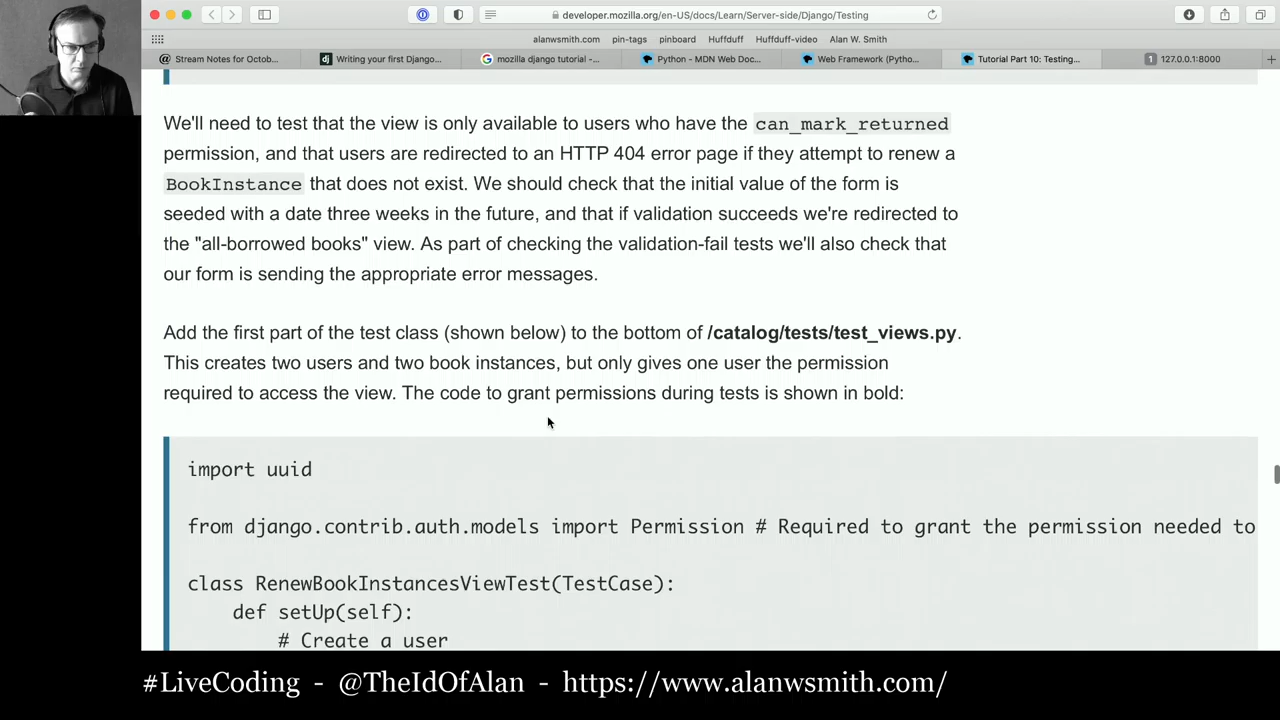 developer.mozilla.org/en-US/docs/Learn/Server-side/Django/Testing
alanwsmith.com pin-tags pinboard Huffduff Huffduff-video Alan W. Smith
Stream Notes for Octob... Writing your first Django... mozilla django tutorial -... Python - MDN Web Doc... Web Framework (Pytho... Tutorial Part 10: Testing... 1 127.0.0.1:8000
We'll need to test that the view is only available to users who have the can_mark_returned
permission, and that users are redirected to an HTTP 404 error page if they attempt to renew a
BookInstance that does not exist. We should check that the initial value of the form is
seeded with a date three weeks in the future, and that if validation succeeds we're redirected to
the "all-borrowed books" view. As part of checking the validation-fail tests we'll also check that
our form is sending the appropriate error messages.
Add the first part of the test class (shown below) to the bottom of /catalog/tests/test_views.py.
This creates two users and two book instances, but only gives one user the permission
required to access the view. The code to grant permissions during tests is shown in bold:
import uuid
from django.contrib.auth.models import Permission # Required to grant the permission needed to
class RenewBookInstancesViewTest(TestCase):
def setUp(self):
# Create a user
#LiveCoding - @TheIdOfAlan - https://www.alanwsmith.com/